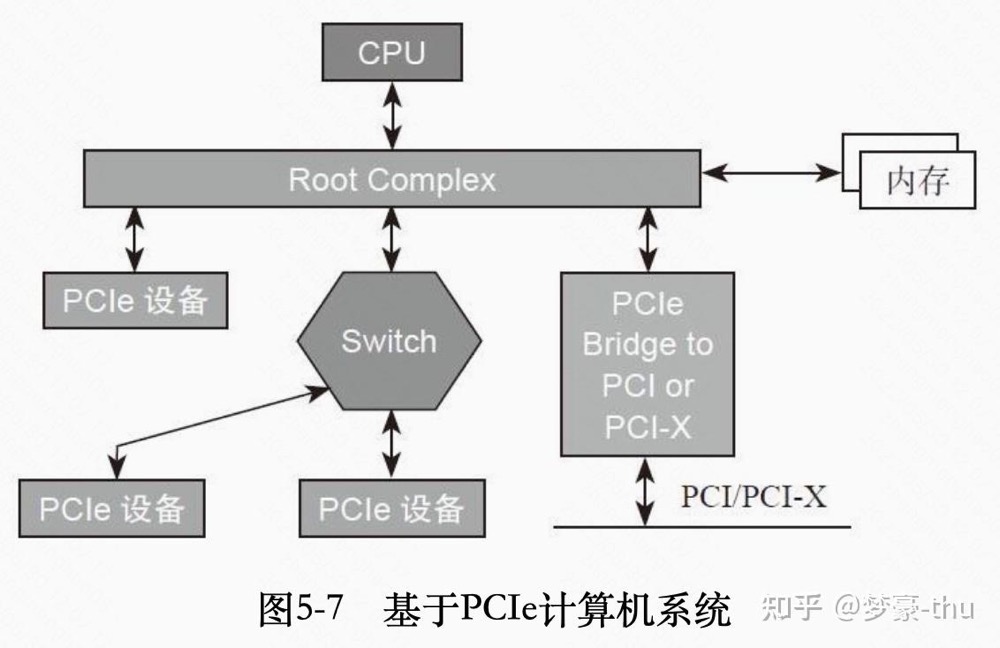 CPU
Root Complex
内存
PCIe 设备
Switch
PCIe
Bridge to
PCI or
PCI-X
PCIe 设备
PCIe 设备
PCI/PCI-X
图5-7 基于PCIe计算机系统
知乎 @梦豪-thu